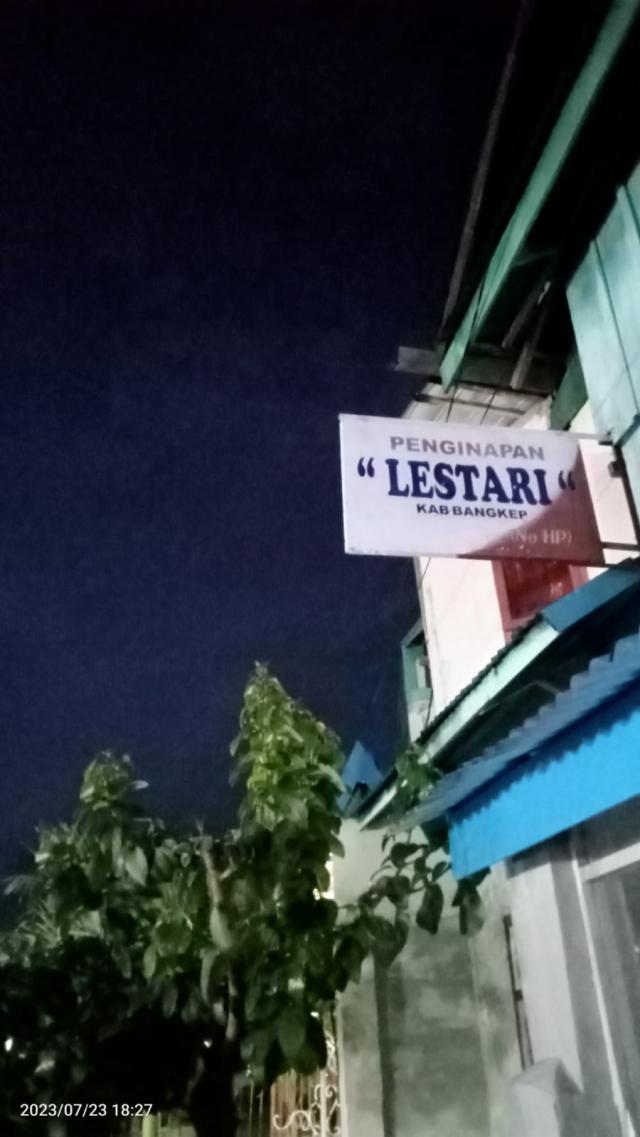 PENGINAPAN
“ LESTARI “
KAB-BANGKEP
(No HP)
2023/07/23 18:27